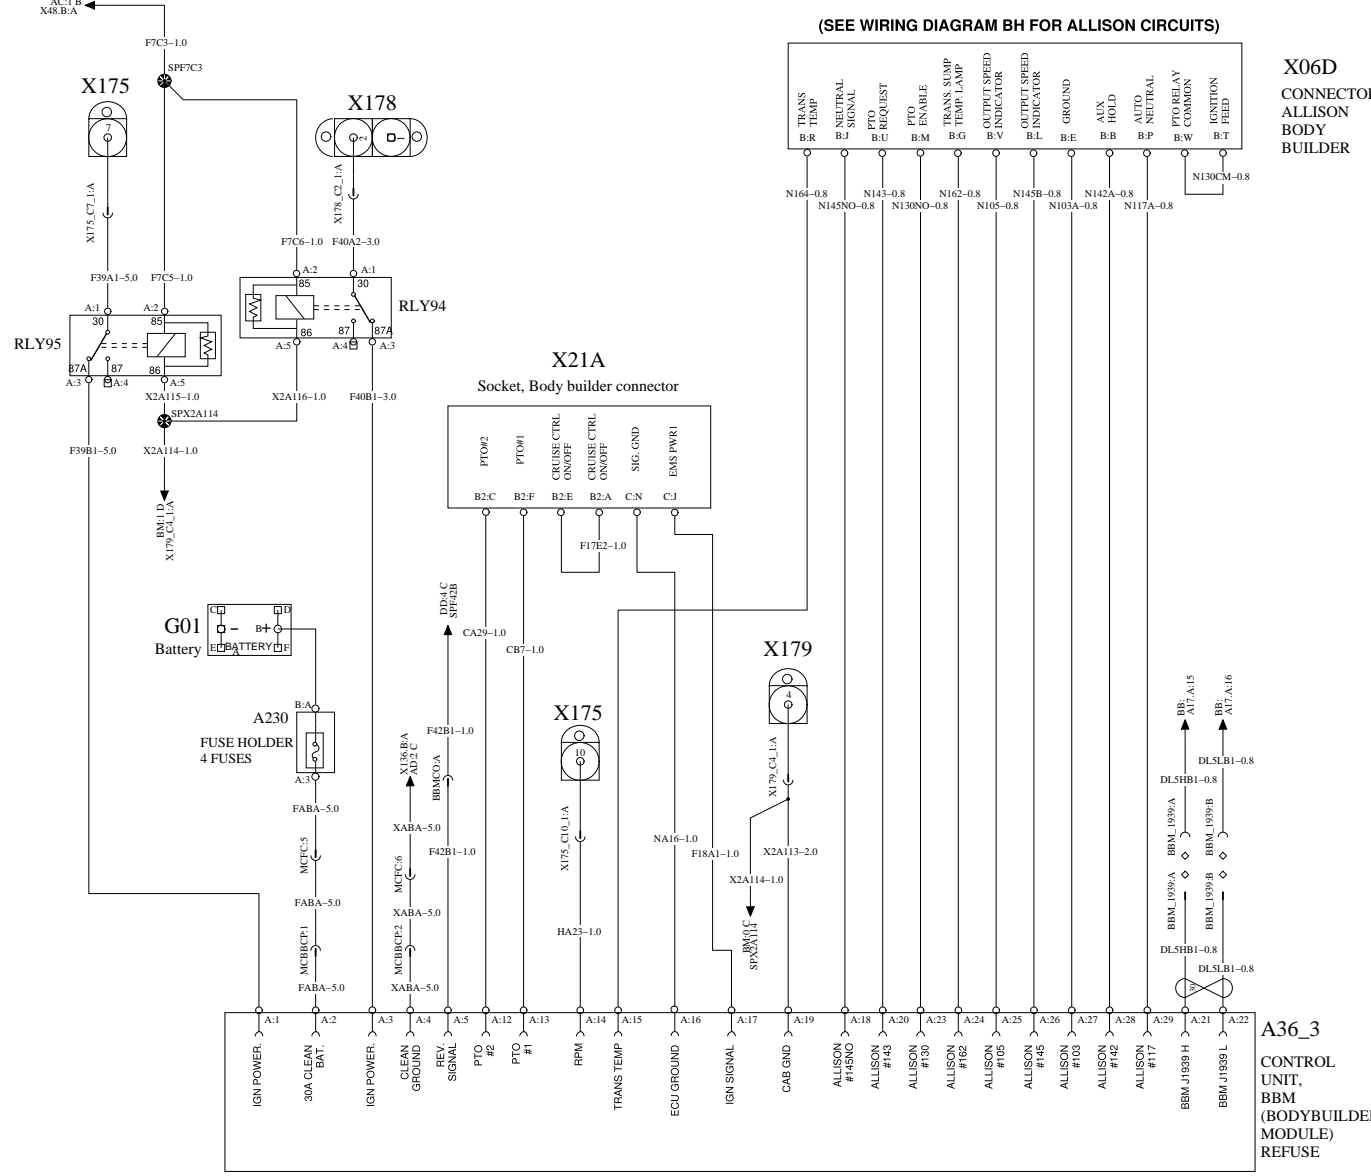 AC:1 B
X48.B:A
F7C3-1.0
SPF7C3
X175
7
X175_C7_1:A
F39A1-5.0
F7C5-1.0
X178
2
1
X178_C2_1:A
F7C6-1.0
F40A2-3.0
A:1
A:2
30
85
RLY95
87A
87
86
A:3
A:4
A:5
A:2
A:1
85
30
RLY94
86
87
87A
A:5
A:4
A:3
X2A115-1.0
X2A116-1.0
F40B1-3.0
SPX2A114
F39B1-5.0
X2A114-1.0
BM:1 D
X179_C4_1:A
(SEE WIRING DIAGRAM BH FOR ALLISON CIRCUITS)
X06D
CONNECTOR
ALLISON
BODY
BUILDER
TRANS
TEMP
B:R
NEUTRAL
SIGNAL
B:J
PTO
REQUEST
B:U
PTO
ENABLE
B:M
TRANS. SUMP
TEMP. LAMP
B:G
OUTPUT SPEED
INDICATOR
B:V
OUTPUT SPEED
INDICATOR
B:L
GROUND
B:E
AUX
HOLD
B:B
AUTO
NEUTRAL
B:P
PTO RELAY
COMMON
B:W
IGNITION
FEED
B:T
N130CM-0.8
N164-0.8
N145NO-0.8
N143-0.8
N130NO-0.8
N162-0.8
N105-0.8
N145B-0.8
N103A-0.8
N142A-0.8
N117A-0.8
X21A
Socket, Body builder connector
PTO#2
B2:C
PTO#1
B2:F
CRUISE CTRL
ON/OFF
B2:E
CRUISE CTRL
ON/OFF
B2:A
SIG. GND
C:N
EMS PWR1
C:J
F17E2-1.0
G01
Battery
C
D
- B+
E BATTERY F
A
B:A
A230
FUSE HOLDER
4 FUSES
A:3
FABA-5.0
MCFC:5
FABA-5.0
MCBBCP:1
FABA-5.0
X136.B:A
AD:2 C
XABA-5.0
MCFC:6
XABA-5.0
MCBBCP:2
XABA-5.0
DD:4 C
SPF42B
F42B1-1.0
BBMCO:A
F42B1-1.0
CA29-1.0
CB7-1.0
X175
10
X175_C10_1:A
HA23-1.0
NA16-1.0
F18A1-1.0
X179
4
X179_C4_1:A
X2A113-2.0
X2A114-1.0
BM:0 C
SPX2A114
BB:
A17.A:15
BB:
A17.A:16
DL5LB1-0.8
DL5HB1-0.8
BBM_1939:A
BBM_1939:B
BBM_1939:A
BBM_1939:B
DL5HB1-0.8
DL5LB1-0.8
30
A:1
A:2
A:3
A:4
A:5
A:12
A:13
A:14
A:15
A:16
A:17
A:19
A:18
A:20
A:23
A:24
A:25
A:26
A:27
A:28
A:29
A:21
A:22
IGN POWER.
30A CLEAN
BAT.
IGN POWER.
CLEAN
GROUND
REV.
SIGNAL
PTO
#2
PTO
#1
RPM
TRANS TEMP
ECU GROUND
IGN SIGNAL
CAB GND
ALLISON
#145NO
ALLISON
#143
ALLISON
#130
ALLISON
#162
ALLISON
#105
ALLISON
#145
ALLISON
#103
ALLISON
#142
ALLISON
#117
BBM J1939 H
BBM J1939 L
A36_3
CONTROL
UNIT,
BBM
(BODYBUILDER
MODULE)
REFUSE